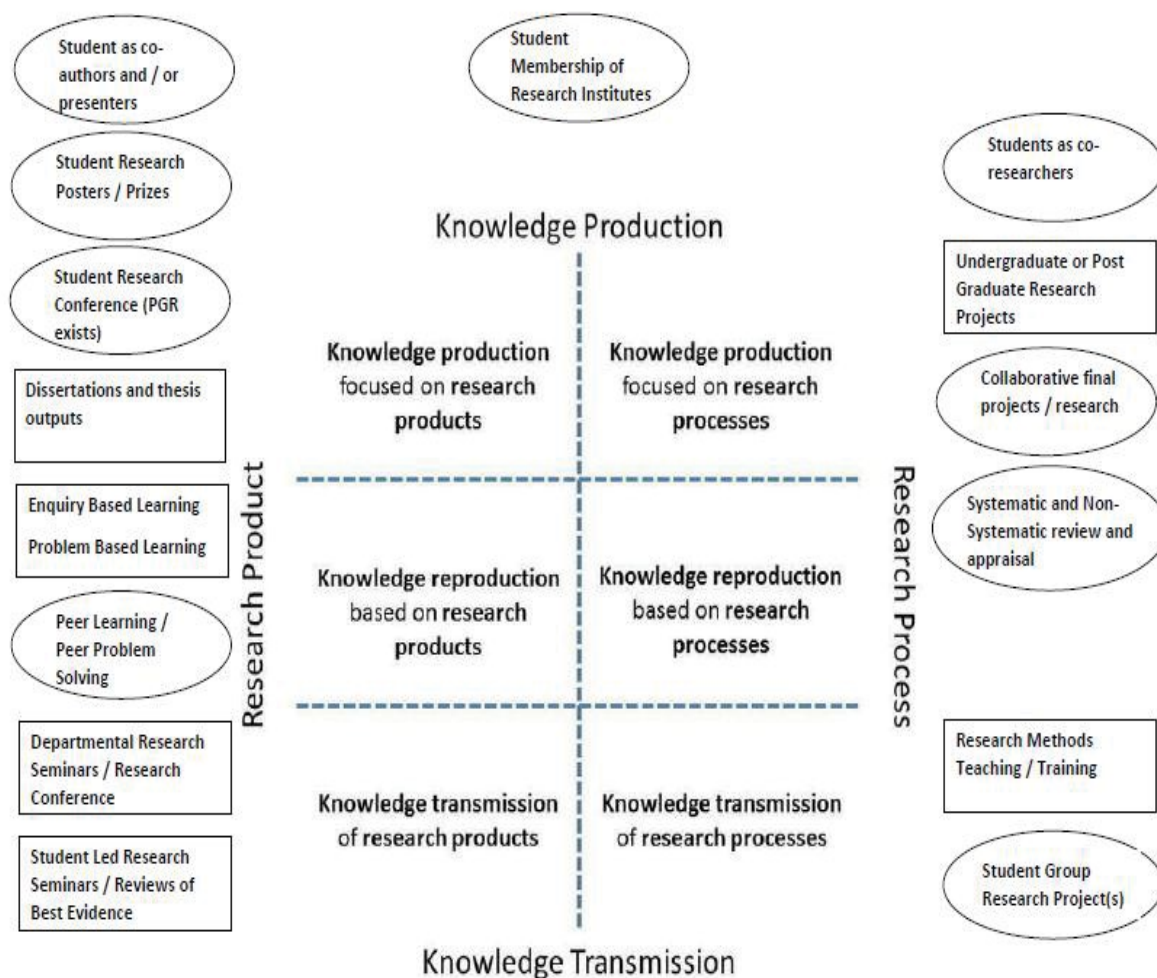 Student as co-
authors and / or
presenters
Student
Membership of
Research Institutes
Students as co-
researchers
Student Research
Posters / Prizes
Knowledge Production
Student Research
Conference (PGR
exists)
Undergraduate or Post
Graduate Research
Projects
Knowledge production
focused on research
products
Knowledge production
focused on research
processes
Dissertations and thesis
outputs
Collaborative final
projects / research
Research Product
Research Process
Enquiry Based Learning
Problem Based Learning
Systematic and Non-
Systematic review and
appraisal
Knowledge reproduction
based on research
products
Knowledge reproduction
based on research
processes
Peer Learning /
Peer Problem
Solving
Departmental Research
Seminars / Research
Conference
Research Methods
Teaching / Training
Knowledge transmission
of research products
Knowledge transmission
of research processes
Student Led Research
Seminars / Reviews of
Best Evidence
Student Group
Research Project(s)
Knowledge Transmission